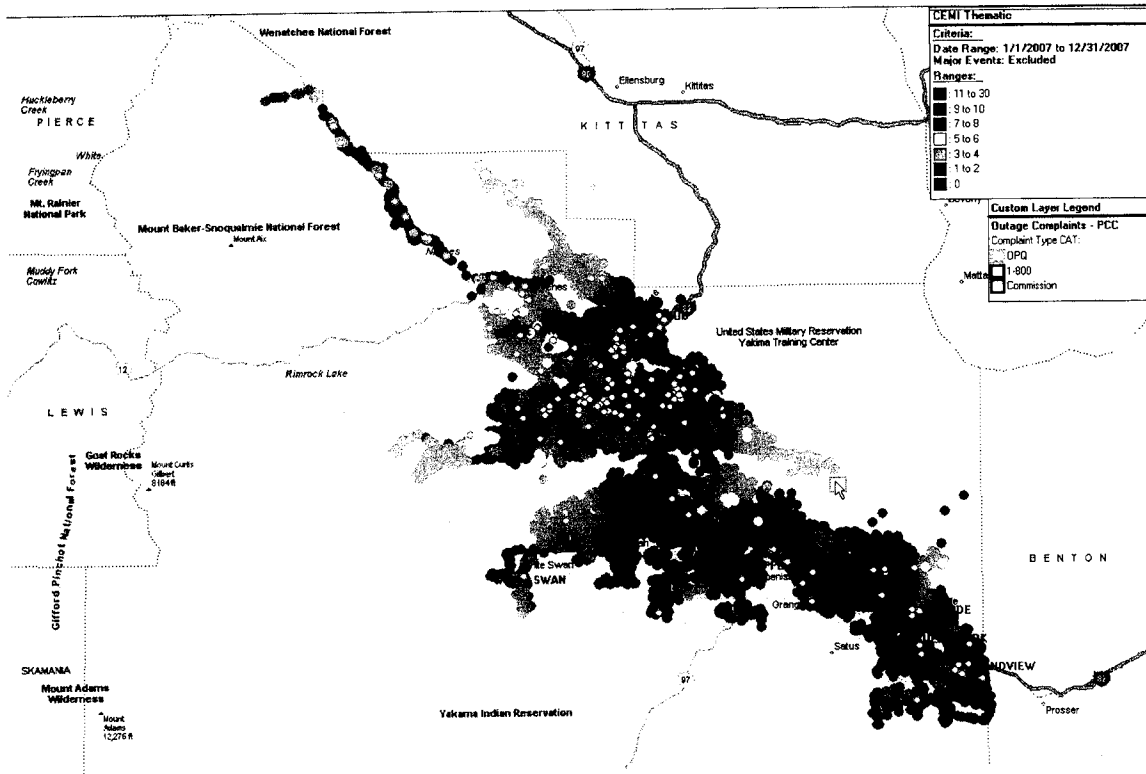 Wenatchee National Forest
97
Ellensburg
Kittitas
KITTITAS
Huckleberry
Creek
PIERCE
White
Fryingpan
Creek
Mt. Rainier
National Park
Mount Baker-Snoqualmie National Forest
Mount Aix
Muddy Fork
Cowlitz
12
Rimrock Lake
LEWIS
Goat Rocks
Wilderness
Mount Curtis
Gilbert
8184 ft
Gifford Pinchot National Forest
SKAMANIA
Mount Adams
Wilderness
Mount
Adams
12,276 ft
United States Military Reservation
Yakima Training Center
SWAN
Satus
97
Yakama Indian Reservation
BENTON
Prosser
CEMI Thematic
Criteria:
Date Range: 1/1/2007 to 12/31/2007
Major Events: Excluded
Ranges:
: 11 to 30
: 9 to 10
: 7 to 8
: 5 to 6
: 3 to 4
: 1 to 2
: 0
Custom Layer Legend
Outage Complaints - PCC
Complaint Type CAT:
OPQ
1-800
Commission